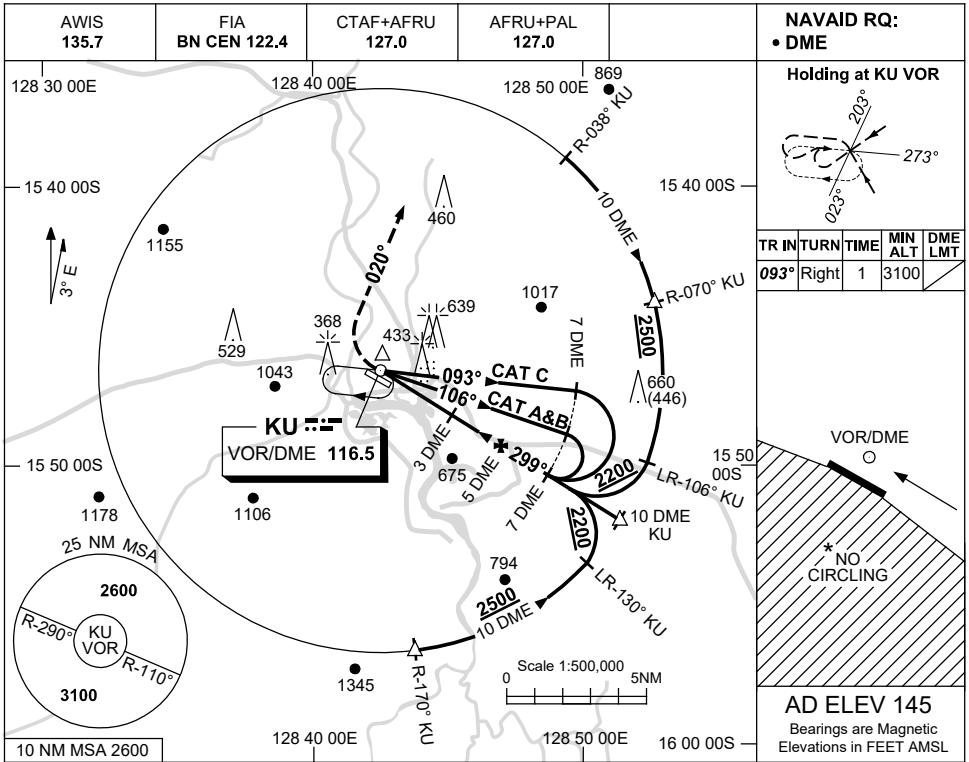 AWIS
135.7
FIA
BN CEN 122.4
CTAF+AFRU
127.0
AFRU+PAL
127.0
NAVAID RQ:
• DME
128 30 00E
128 40 00E
128 50 00E
869
R-038° KU
15 40 00S
15 40 00S
10 DME
460
1155
3° E
020°
1017
R-070° KU
2500
639
368
433
529
7 DME
1043
093° CAT C
106° CAT A&B
660
(446)
KU
VOR/DME 116.5
3 DME
675
5 DME
299°
7 DME
2200
LR-106° KU
15 50 00S
15 50
00S
10 DME
KU
2200
1178
1106
794
LR-130° KU
2500
10 DME
25 NM MSA
2600
R-290°
KU
VOR
R-110°
3100
1345
R-170° KU
Scale 1:500,000
0 5NM
10 NM MSA 2600
128 40 00E
128 50 00E
16 00 00S
Holding at KU VOR
203°
273°
023°
TR IN TURN TIME MIN ALT DME LMT
093° Right 1 3100
VOR/DME
*NO
CIRCLING
AD ELEV 145
Bearings are Magnetic
Elevations in FEET AMSL